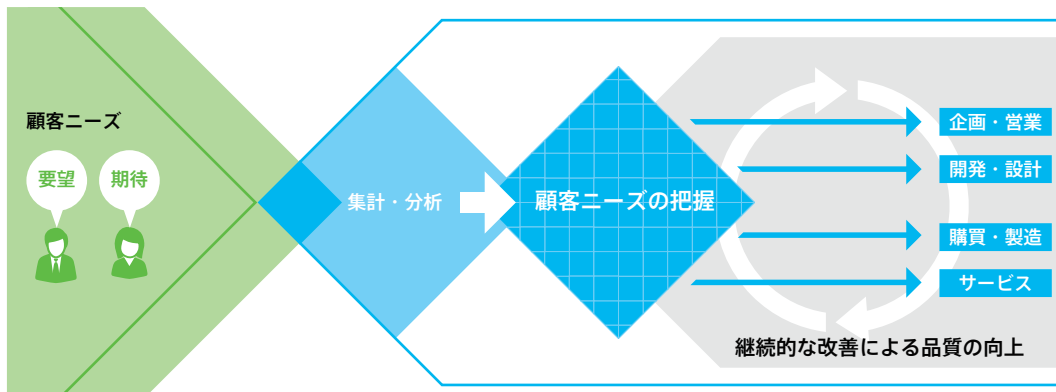 顧客ニーズ
要望
期待
集計・分析
顧客ニーズの把握
企画・営業
開発・設計
購買・製造
サービス
継続的な改善による品質の向上